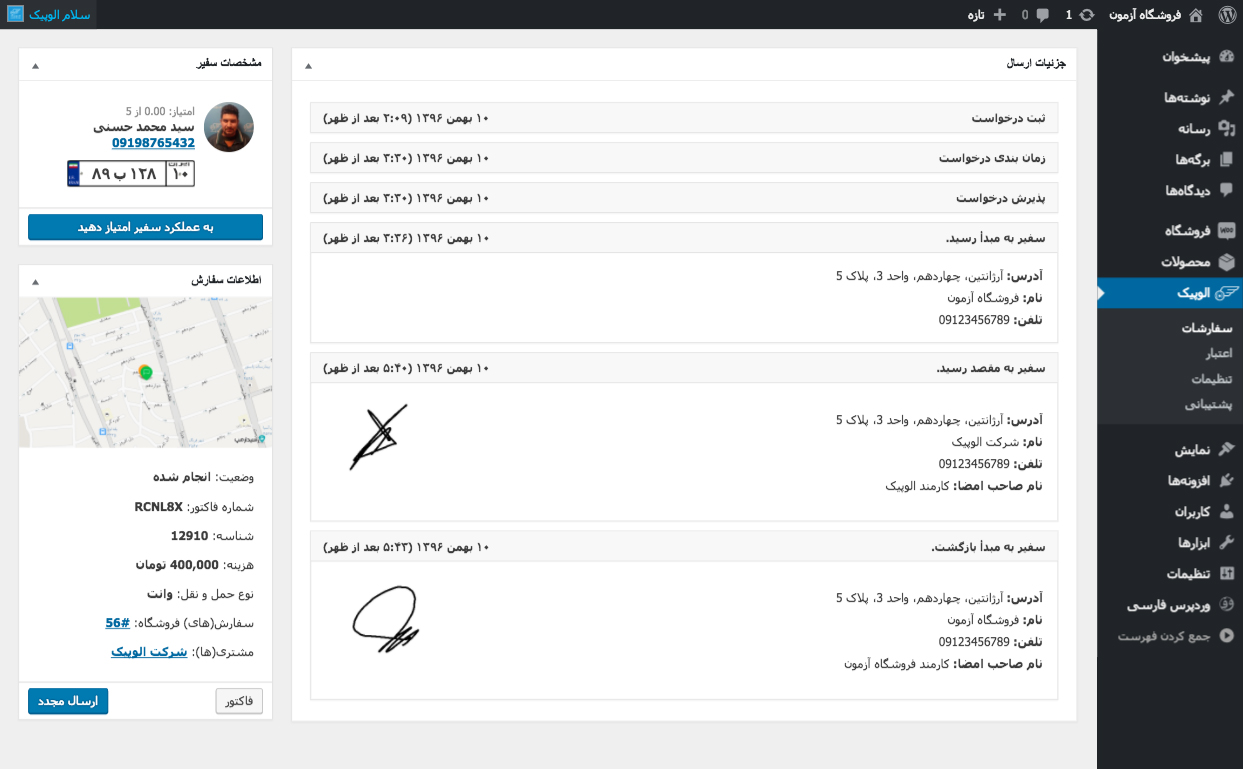 فروشگاه آزمون
1
0
تازه
سلام الوپیک
پیشخوان
نوشته‌ها
رسانه
برگه‌ها
دیدگاه‌ها
فروشگاه
محصولات
الوپیک
سفارشات
اعتبار
تنظیمات
پشتیبانی
نمایش
افزونه‌ها
کاربران
ابزارها
تنظیمات
وردپرس فارسی
جمع کردن فهرست
جزئیات ارسال
ثبت درخواست ۱۰ بهمن ۱۳۹۶ (۳:۰۹ بعد از ظهر)
زمان بندی درخواست ۱۰ بهمن ۱۳۹۶ (۳:۳۰ بعد از ظهر)
پذیرش درخواست ۱۰ بهمن ۱۳۹۶ (۳:۳۰ بعد از ظهر)
سفیر به مبدأ رسید. ۱۰ بهمن ۱۳۹۶ (۳:۳۶ بعد از ظهر)
آدرس: آرژانتین، چهاردهم، واحد 3، پلاک 5
نام: فروشگاه آزمون
تلفن: 09123456789
سفیر به مقصد رسید. ۱۰ بهمن ۱۳۹۶ (۵:۴۰ بعد از ظهر)
آدرس: آرژانتین، چهاردهم، واحد 3، پلاک 5
نام: شرکت الوپیک
تلفن: 09123456789
نام صاحب امضا: کارمند الوپیک
سفیر به مبدأ بازگشت. ۱۰ بهمن ۱۳۹۶ (۵:۴۳ بعد از ظهر)
آدرس: آرژانتین، چهاردهم، واحد 3، پلاک 5
نام: فروشگاه آزمون
تلفن: 09123456789
نام صاحب امضا: کارمند فروشگاه آزمون
مشخصات سفیر
امتیاز: 0.00 از 5
سید محمد حسنی
09198765432
۸۹ ب ۱۲۸ ۱۰
به عملکرد سفیر امتیاز دهید
اطلاعات سفارش
وضعیت: انجام شده
شماره فاکتور: RCNL8X
شناسه: 12910
هزینه: 400,000 تومان
نوع حمل و نقل: وانت
سفارش(های) فروشگاه: #56
مشتری(ها): شرکت الوپیک
فاکتور
ارسال مجدد